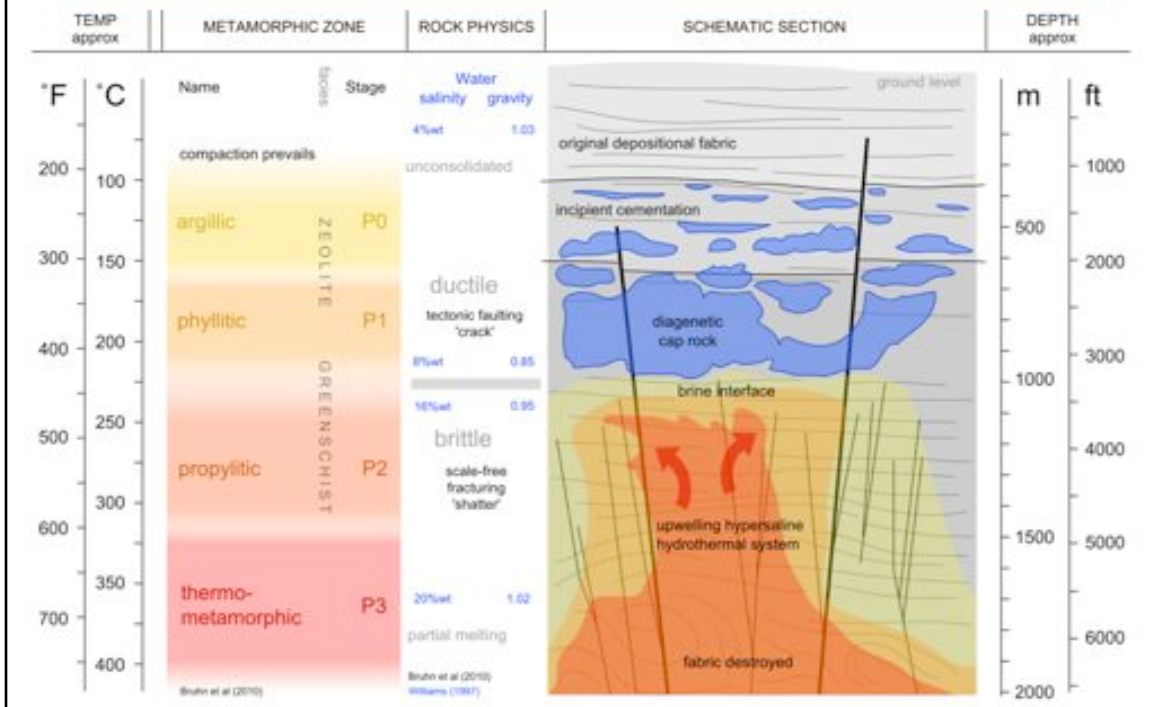 TEMP
approx
METAMORPHIC ZONE
ROCK PHYSICS
SCHEMATIC SECTION
DEPTH
approx
°F
°C
Name
facies
Stage
Water
salinity gravity
4%wt 1.03
ground level
m
ft
compaction prevails
unconsolidated
original depositional fabric
200
100
1000
argillic
P0
ZEOLITE
incipient cementation
500
300
150
2000
ductile
tectonic faulting
'crack'
phyllitic
P1
diagenetic
cap rock
400
200
3000
8%wt 0.85
GREENSCHIST
1000
brine interface
16%wt 0.95
500
250
4000
brittle
scale-free
fracturing
'shatter'
propylitic
P2
300
600
upwelling hypersaline
hydrothermal system
1500
5000
350
thermo-
metamorphic
P3
20%wt 1.02
700
partial melting
6000
400
fabric destroyed
Bruhn et al (2010)
Bruhn et al (2010)
Williams (1997)
2000